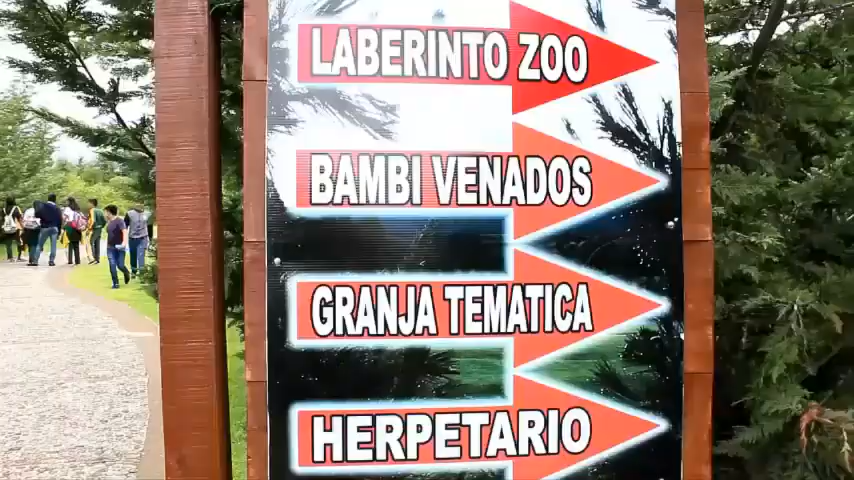 LABERINTO ZOO
BAMBI VENADOS
GRANJA TEMATICA
HERPETARIO